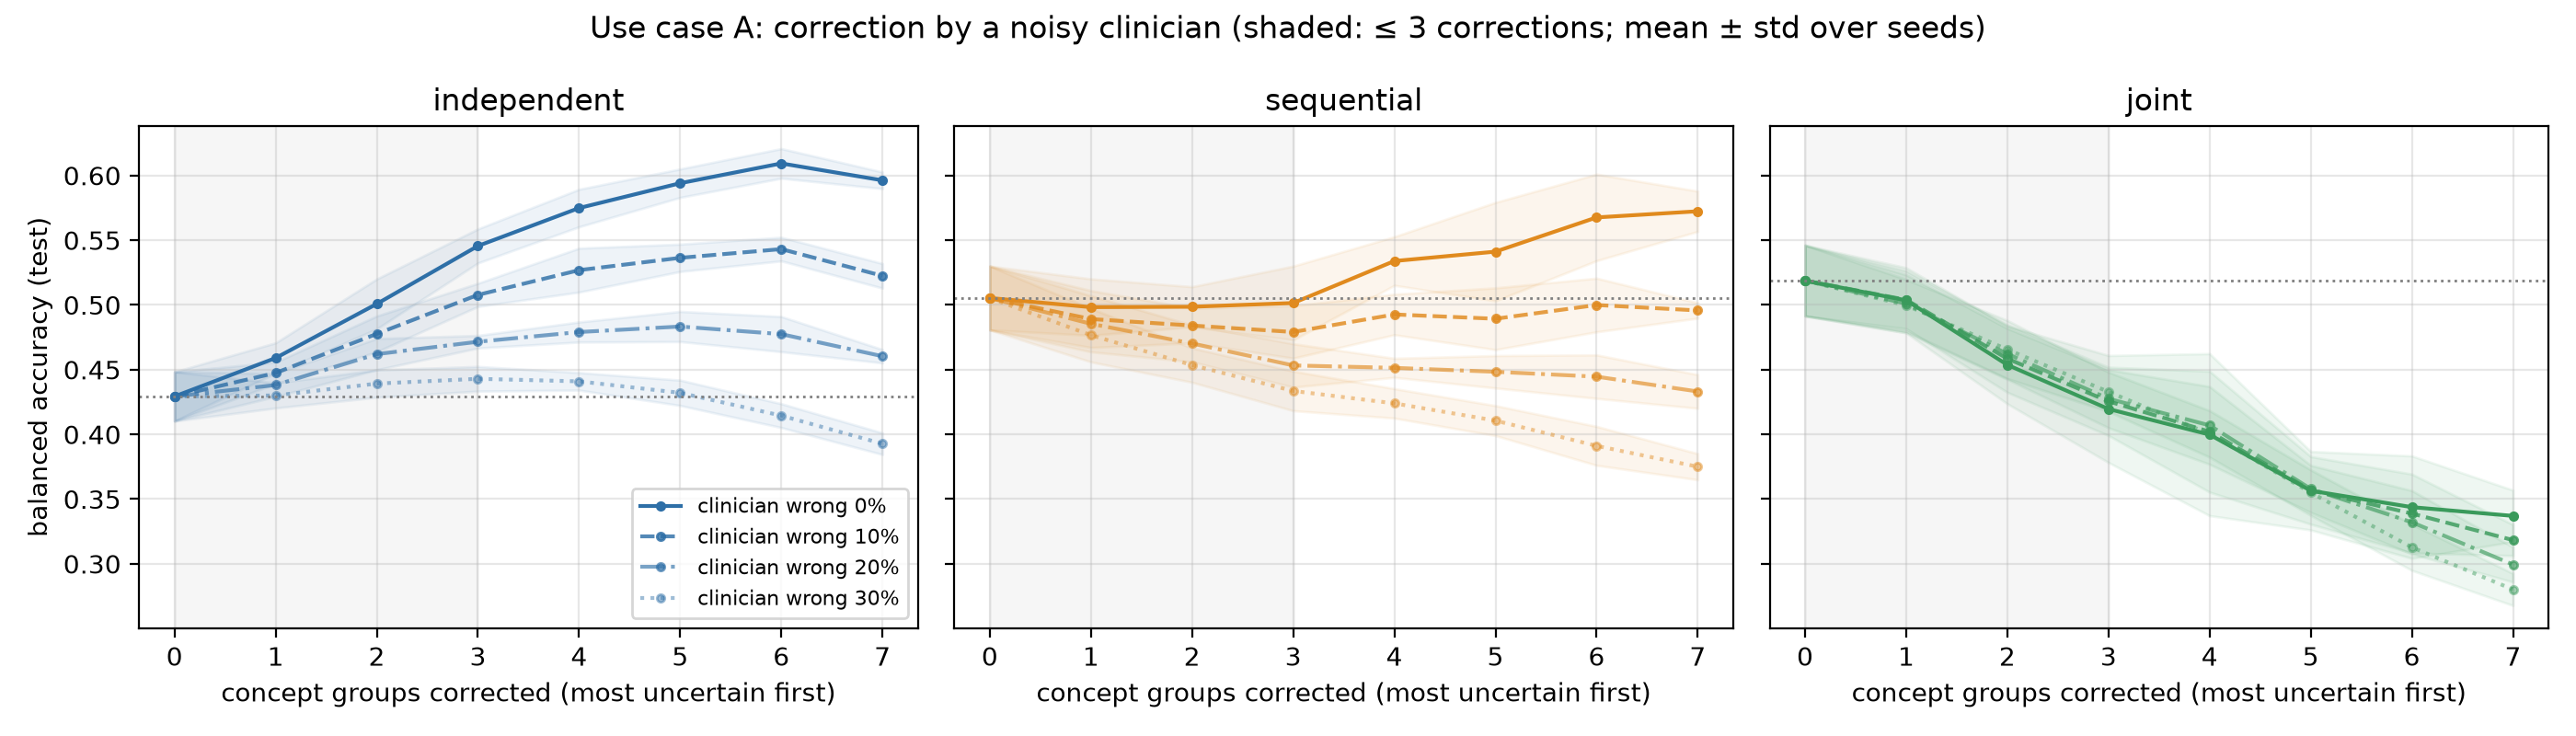 Use case A: correction by a noisy clinician (shaded: ≤ 3 corrections; mean ± std over seeds)
independent
sequential
joint
balanced accuracy (test)
0.60
0.55
0.50
0.45
0.40
0.35
0.30
clinician wrong 0%
clinician wrong 10%
clinician wrong 20%
clinician wrong 30%
0 1 2 3 4 5 6 7
0 1 2 3 4 5 6 7
0 1 2 3 4 5 6 7
concept groups corrected (most uncertain first)
concept groups corrected (most uncertain first)
concept groups corrected (most uncertain first)